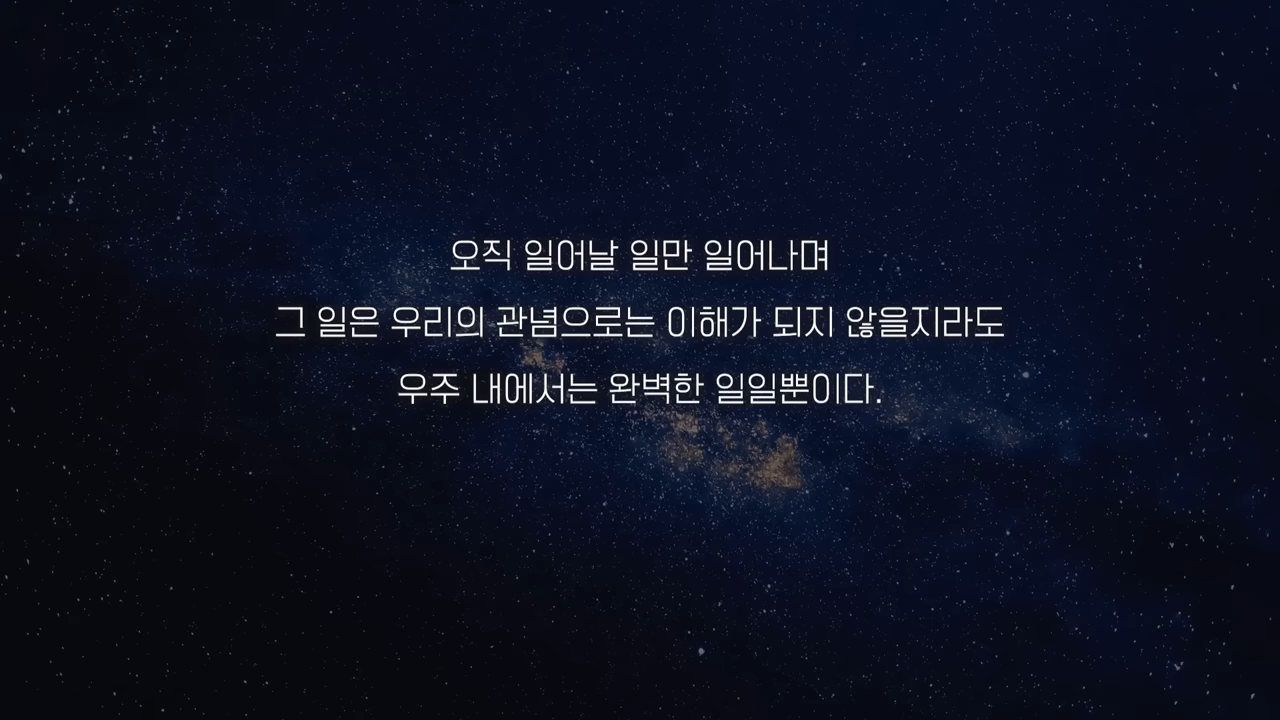 오직 일어날 일만 일어나며
그 일은 우리의 관념으로는 이해가 되지 않을지라도
우주 내에서는 완벽한 일일뿐이다.